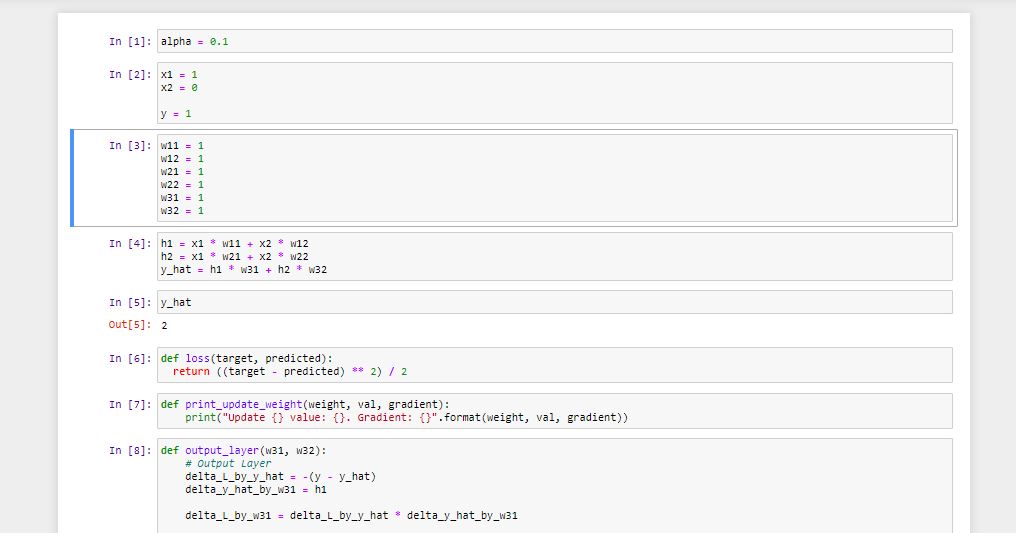 In [1]: alpha = 0.1
In [2]: x1 = 1
x2 = 0
y = 1
In [3]: w11 = 1
w12 = 1
w21 = 1
w22 = 1
w31 = 1
w32 = 1
In [4]: h1 = x1 * w11 + x2 * w12
h2 = x1 * w21 + x2 * w22
y_hat = h1 * w31 + h2 * w32
In [5]: y_hat
Out[5]: 2
In [6]: def loss(target, predicted):
return ((target - predicted) ** 2) / 2
In [7]: def print_update_weight(weight, val, gradient):
print("Update {} value: {}. Gradient: {}".format(weight, val, gradient))
In [8]: def output_layer(w31, w32):
# Output Layer
delta_L_by_y_hat = -(y - y_hat)
delta_y_hat_by_w31 = h1
delta_L_by_w31 = delta_L_by_y_hat * delta_y_hat_by_w31